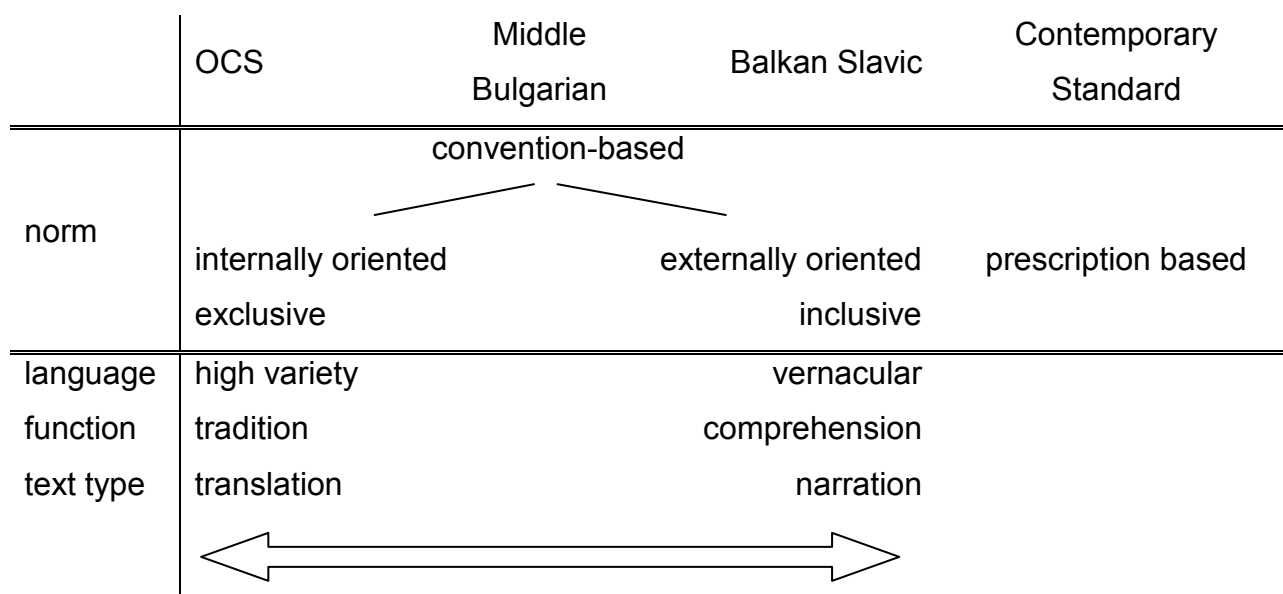 OCS Middle Bulgarian Balkan Slavic Contemporary Standard
norm convention-based
internally oriented externally oriented prescription based
exclusive inclusive
language high variety vernacular
function tradition comprehension
text type translation narration